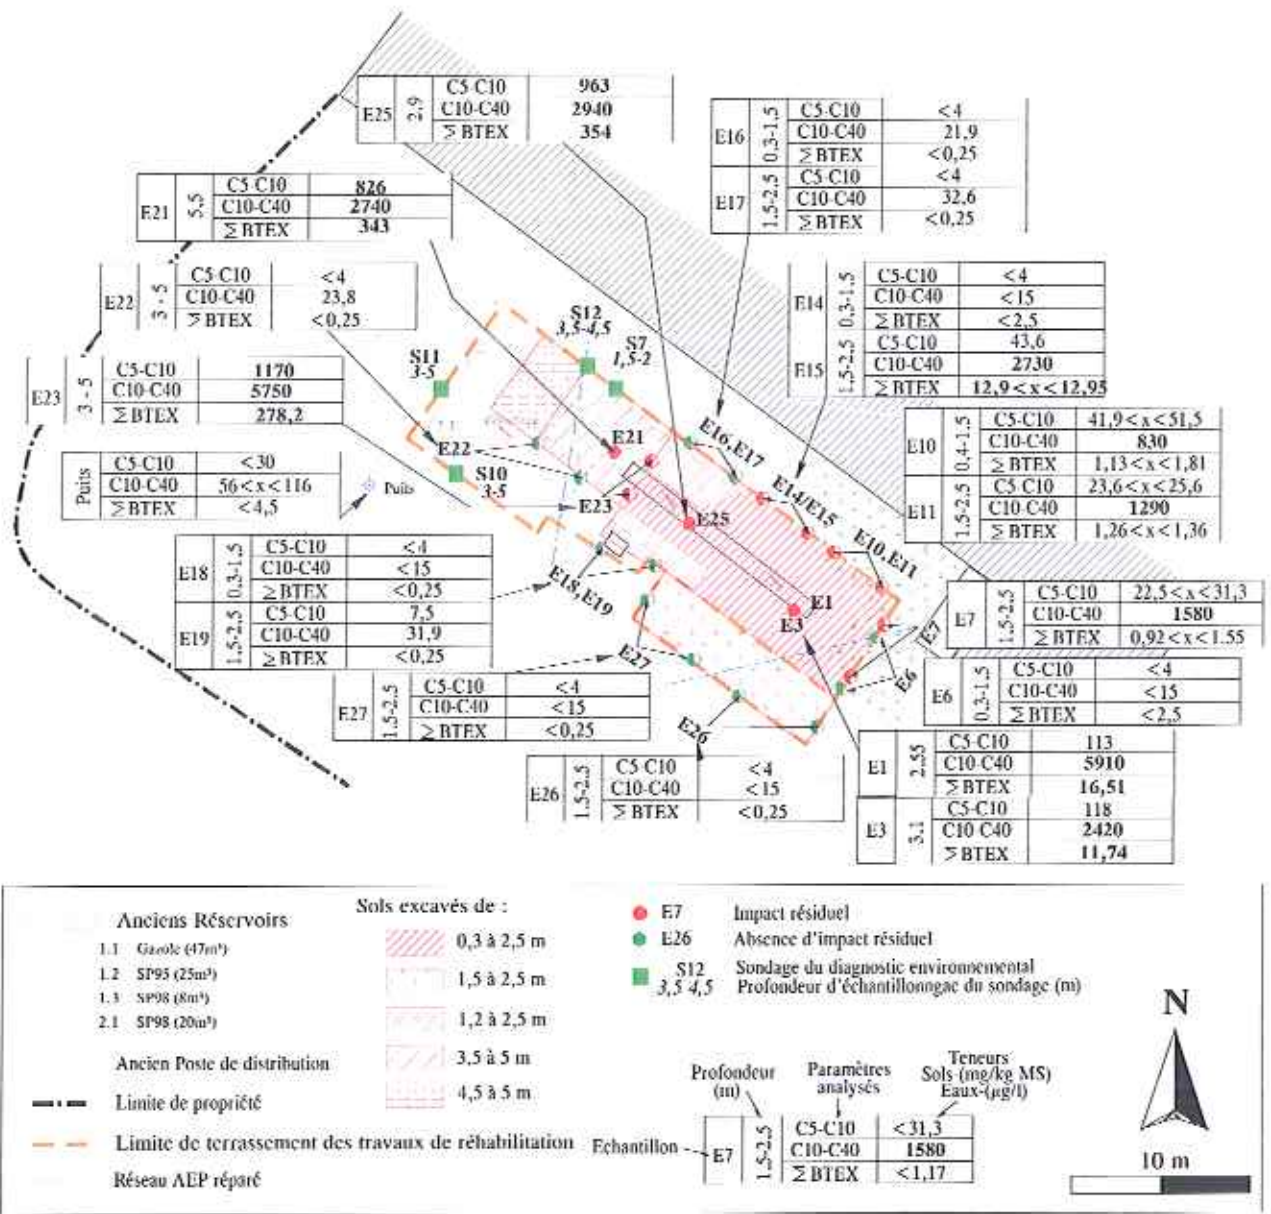 E25 2.9
C5-C10 963
C10-C40 2940
∑ BTEX 354
E16 0.3-1.5
C5-C10 <4
C10-C40 21,9
∑ BTEX <0,25
E17 1.5-2.5
C5-C10 <4
C10-C40 32,6
∑ BTEX <0,25
E21 5.5
C5-C10 826
C10-C40 2740
∑ BTEX 343
E22 3 - 5
C5-C10 <4
C10-C40 23,8
∑ BTEX <0,25
E14 0.3-1.5
C5-C10 <4
C10-C40 <15
∑ BTEX <2,5
E15 1.5-2.5
C5-C10 43,6
C10-C40 2730
∑ BTEX 12,9<x<12,95
E23 3 - 5
C5-C10 1170
C10-C40 5750
∑ BTEX 278,2
E10 0,4-1,5
C5-C10 41,9<x<51,5
C10-C40 830
∑ BTEX 1,13<x<1,81
E11 1.5-2.5
C5-C10 23,6<x<25,6
C10-C40 1290
∑ BTEX 1,26<x<1,36
Puits
C5-C10 <30
C10-C40 56<x<116
∑ BTEX <4,5
E18 0.3-1.5
C5-C10 <4
C10-C40 <15
∑ BTEX <0,25
E19 1.5-2.5
C5-C10 7,5
C10-C40 31,9
∑ BTEX <0,25
E7 1.5-2.5
C5-C10 22,5<x<31,3
C10-C40 1580
∑ BTEX 0,92<x<1.55
E27 1.5-2.5
C5-C10 <4
C10-C40 <15
∑ BTEX <0,25
E6 0.3-1.5
C5-C10 <4
C10-C40 <15
∑ BTEX <2,5
E26 1.5-2.5
C5-C10 <4
C10-C40 <15
∑ BTEX <0,25
E1 2.55
C5-C10 113
C10-C40 5910
∑ BTEX 16,51
E3 3.1
C5-C10 118
C10-C40 2420
∑ BTEX 11,74
S12
3,5-4,5
S7
1,5-2
S11
3-5
E21
E22
E16,E17
S10
3-5
Puits
E23
E14/E15
E25
E10,E11
E18,E19
E1
E3
E7
E27
E6
E26
Anciens Réservoirs
1.1 Gazole (47m³)
1.2 SP95 (25m³)
1.3 SP98 (8m³)
2.1 SP98 (20m³)
Ancien Poste de distribution
Limite de propriété
Limite de terrassement des travaux de réhabilitation
Réseau AEP réparé
Sols excavés de :
0,3 à 2,5 m
1,5 à 2,5 m
1,2 à 2,5 m
3,5 à 5 m
4,5 à 5 m
E7 Impact résiduel
E26 Absence d'impact résiduel
S12 Sondage du diagnostic environnemental
3,5 4,5 Profondeur d'échantillonngae du sondage (m)
Profondeur
(m)
Paramètres
analysés
Teneurs
Sols-(mg/kg MS)
Eaux-(µg/l)
Echantillon
E7 1.5-2.5
C5-C10 <31,3
C10-C40 1580
∑ BTEX <1,17
N
10 m